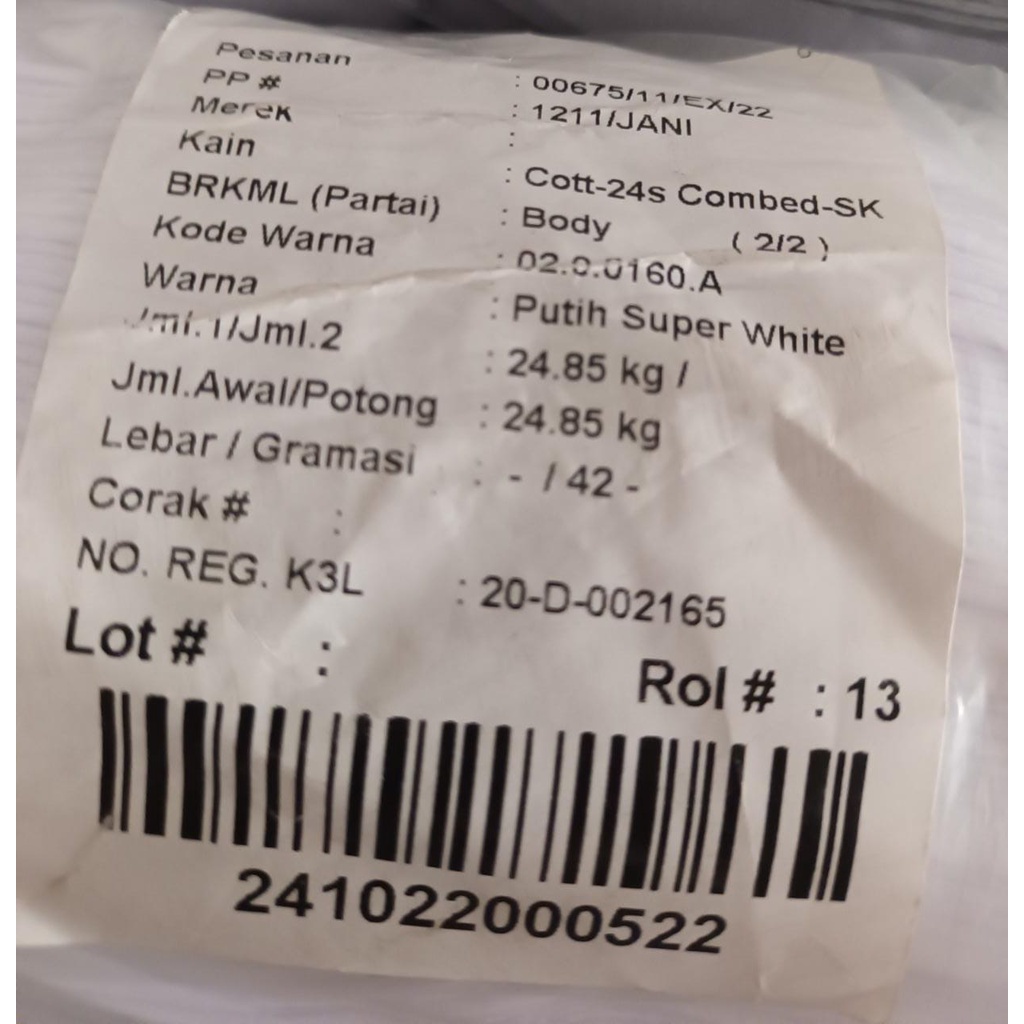 Pesanan : 00675/11/EX/22
PP # : 1211/JANI
Merek :
Kain : Cott-24s Combed-SK
BRKML (Partai) : Body ( 2/2 )
Kode Warna : 02.0.0160.A
Warna : Putih Super White
Jml.1/Jml.2 : 24.85 kg /
Jml.Awal/Potong : 24.85 kg
Lebar / Gramasi : - / 42 -
Corak # :
NO. REG. K3L : 20-D-002165
Lot # : Rol # : 13
241022000522